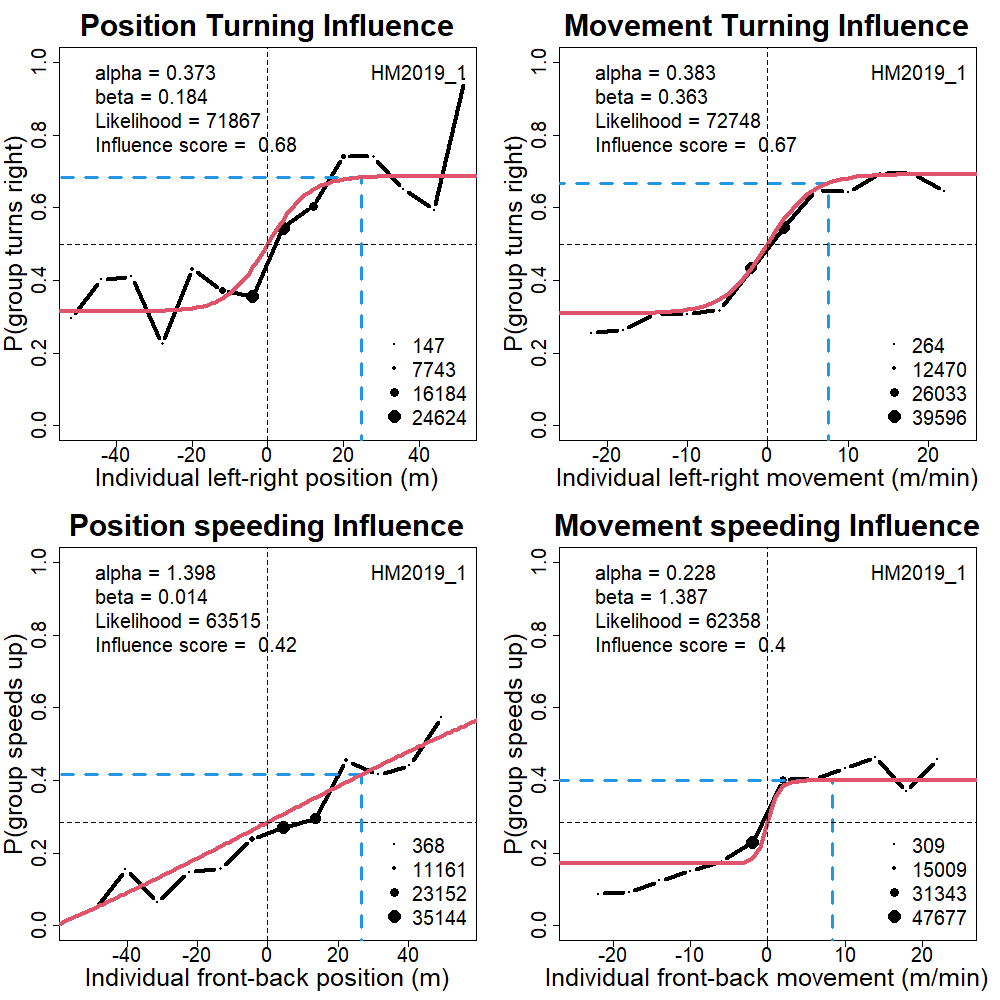 Position Turning Influence
alpha = 0.373
beta = 0.184
Likelihood = 71867
Influence score =  0.68
HM2019_1
P(group turns right)
1.0
0.8
0.6
0.4
0.2
0.0
147
7743
16184
24624
-40 -20 0 20 40
Individual left-right position (m)
Movement Turning Influence
alpha = 0.383
beta = 0.363
Likelihood = 72748
Influence score =  0.67
HM2019_1
P(group turns right)
1.0
0.8
0.6
0.4
0.2
0.0
264
12470
26033
39596
-20 -10 0 10 20
Individual left-right movement (m/min)
Position speeding Influence
alpha = 1.398
beta = 0.014
Likelihood = 63515
Influence score =  0.42
HM2019_1
P(group speeds up)
1.0
0.8
0.6
0.4
0.2
0.0
368
11161
23152
35144
-40 -20 0 20 40
Individual front-back position (m)
Movement speeding Influence
alpha = 0.228
beta = 1.387
Likelihood = 62358
Influence score =  0.4
HM2019_1
P(group speeds up)
1.0
0.8
0.6
0.4
0.2
0.0
309
15009
31343
47677
-20 -10 0 10 20
Individual front-back movement (m/min)